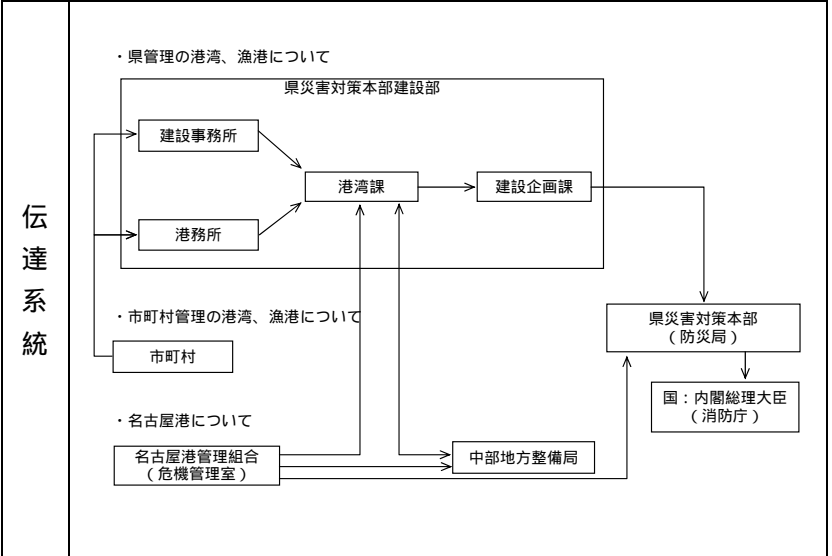 伝達系統
・県管理の港湾、漁港について
県災害対策本部建設部
建設事務所
港湾課
建設企画課
港務所
・市町村管理の港湾、漁港について
市町村
県災害対策本部
（防災局）
国：内閣総理大臣
（消防庁）
・名古屋港について
名古屋港管理組合
（危機管理室）
中部地方整備局